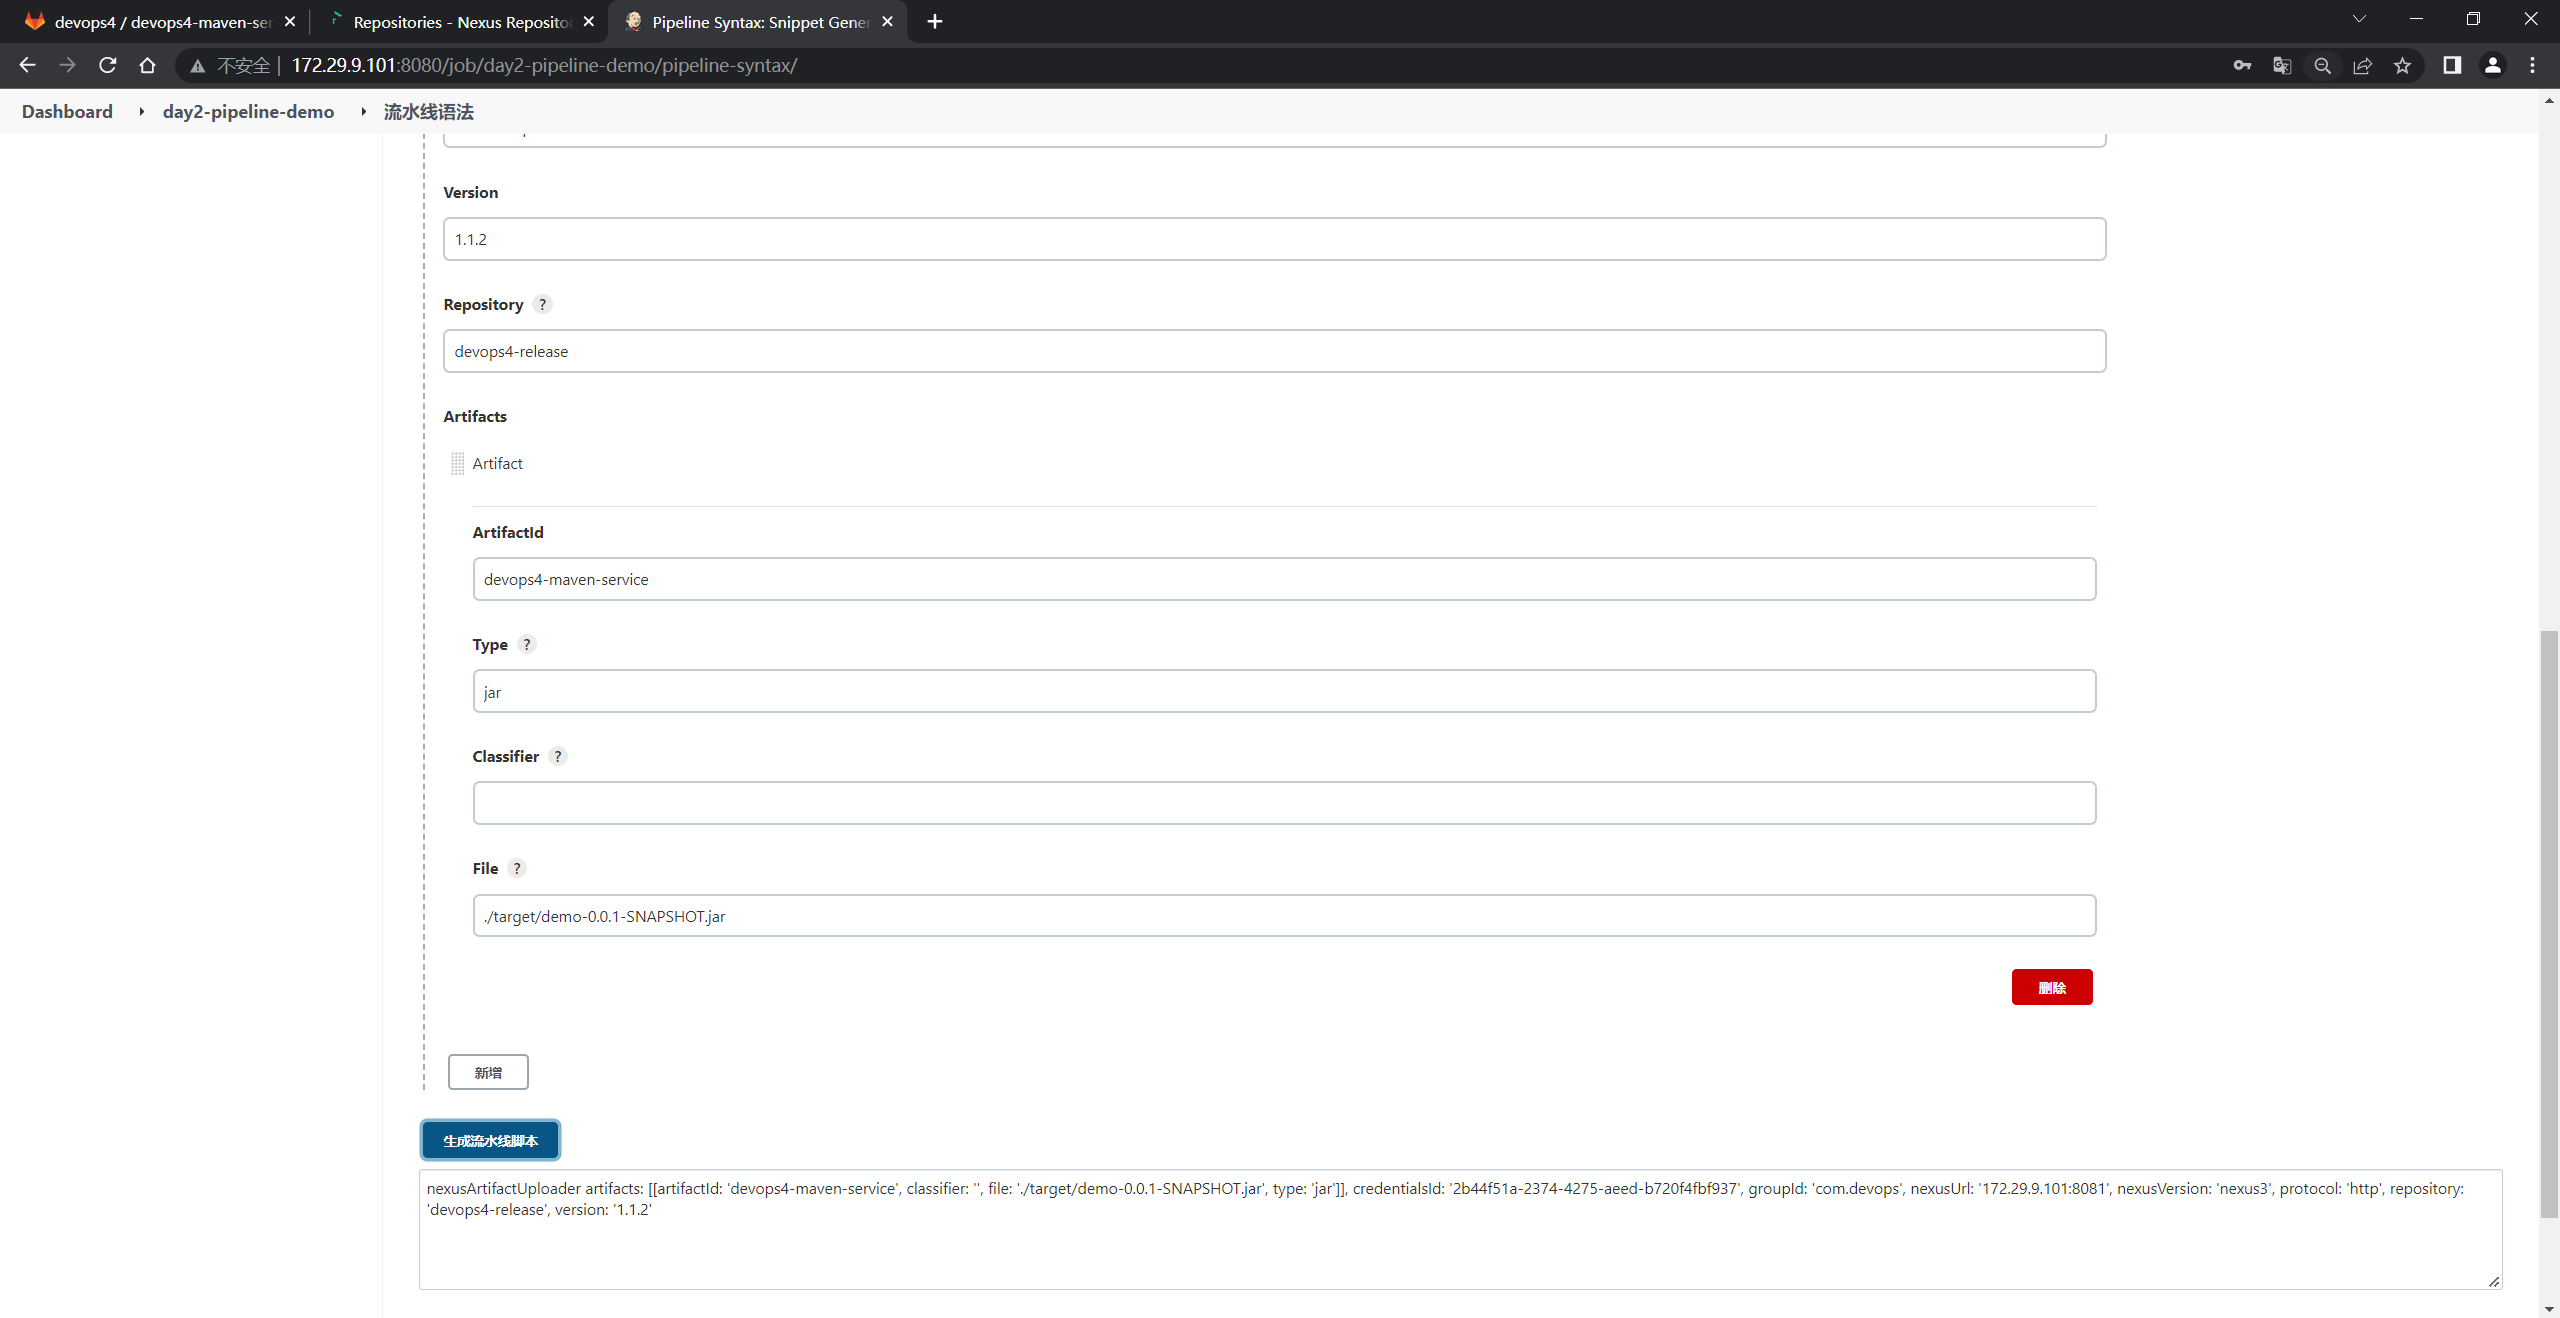 devops4 / devops4-maven-ser
Repositories - Nexus Reposito
Pipeline Syntax: Snippet Gene
不安全 172.29.9.101:8080/job/day2-pipeline-demo/pipeline-syntax/
Dashboard day2-pipeline-demo 流水线语法
Version
1.1.2
Repository ?
devops4-release
Artifacts
Artifact
ArtifactId
devops4-maven-service
Type ?
jar
Classifier ?
File ?
./target/demo-0.0.1-SNAPSHOT.jar
删除
新增
生成流水线脚本
nexusArtifactUploader artifacts: [[artifactId: 'devops4-maven-service', classifier: '', file: './target/demo-0.0.1-SNAPSHOT.jar', type: 'jar']], credentialsId: '2b44f51a-2374-4275-aeed-b720f4fbf937', groupId: 'com.devops', nexusUrl: '172.29.9.101:8081', nexusVersion: 'nexus3', protocol: 'http', repository:
'devops4-release', version: '1.1.2'